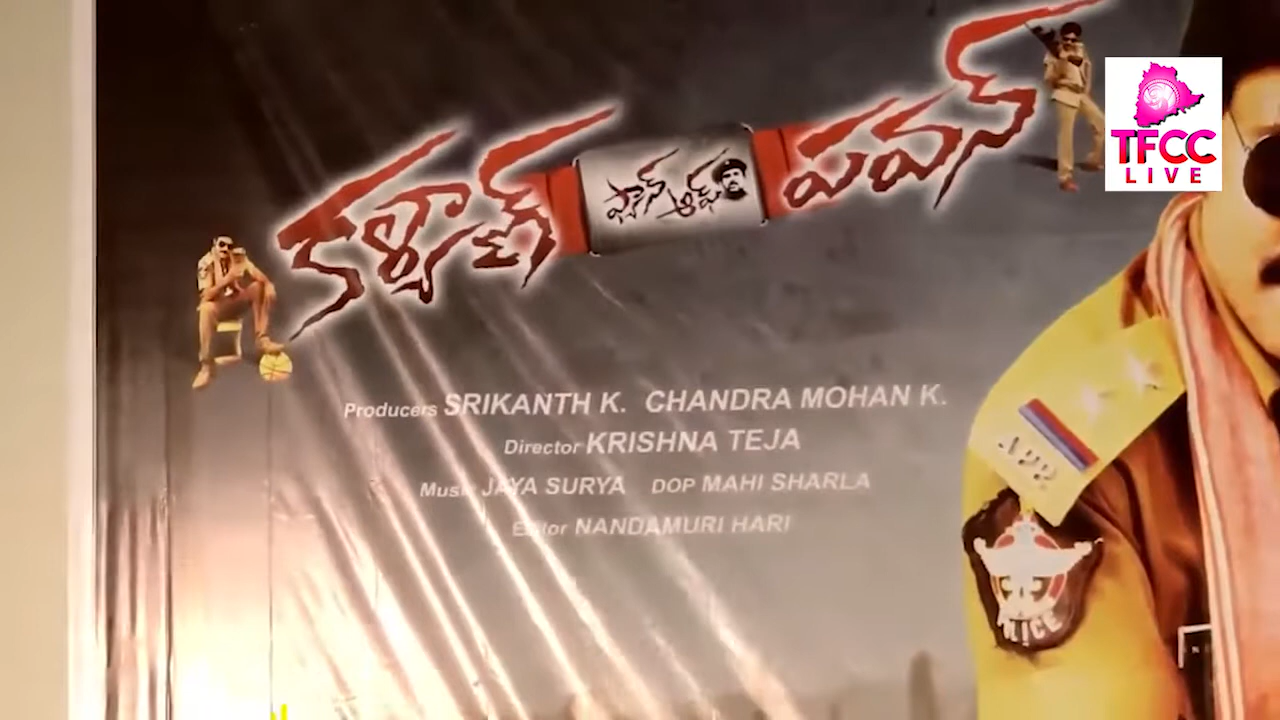 కళ్యాణ్ ఫ్యాన్ ఆఫ్ పవన్
TFCC
LIVE
Producers SRIKANTH K. CHANDRA MOHAN K.
Director KRISHNA TEJA
Music JAYA SURYA DOP MAHI SHARLA
Editor NANDAMURI HARI
A.P.P.
POLICE